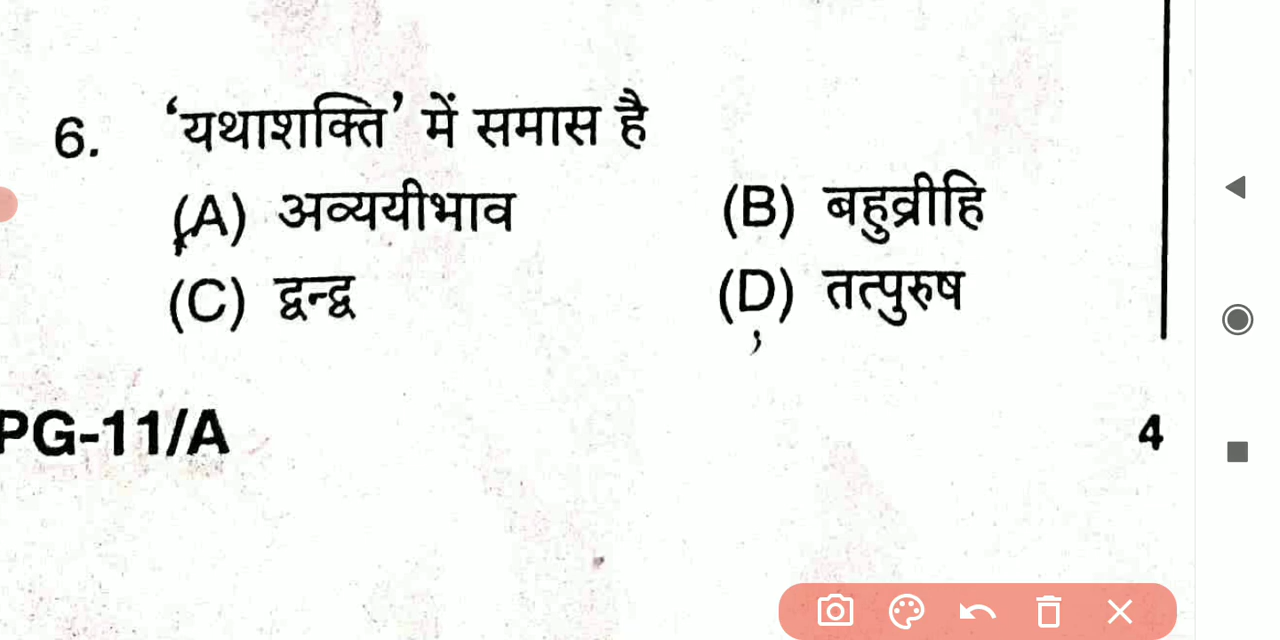 6. ‘यथाशक्ति’ में समास है
(A) अव्ययीभाव (B) बहुव्रीहि
(C) द्वन्द्व (D) तत्पुरुष
PG-11/A 4